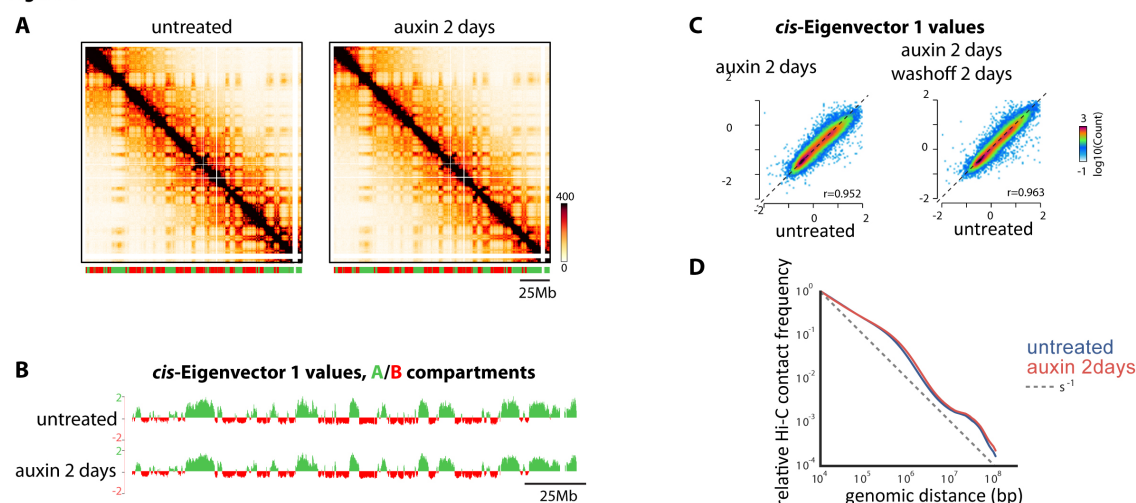 A
untreated
auxin 2 days
400
0
25Mb
B
cis-Eigenvector 1 values, A/B compartments
untreated
2
-2
auxin 2 days
2
-2
25Mb
C
cis-Eigenvector 1 values
auxin 2 days
2
0
-2
-2
0
2
r=0.952
untreated
auxin 2 days
washoff 2 days
2
0
-2
-2
0
2
r=0.963
untreated
3
-1
log10(Count)
D
relative Hi-C contact frequency
10^0
10^-1
10^-2
10^-3
10^-4
10^4
10^5
10^6
10^7
10^8
genomic distance (bp)
untreated
auxin 2days
s^-1